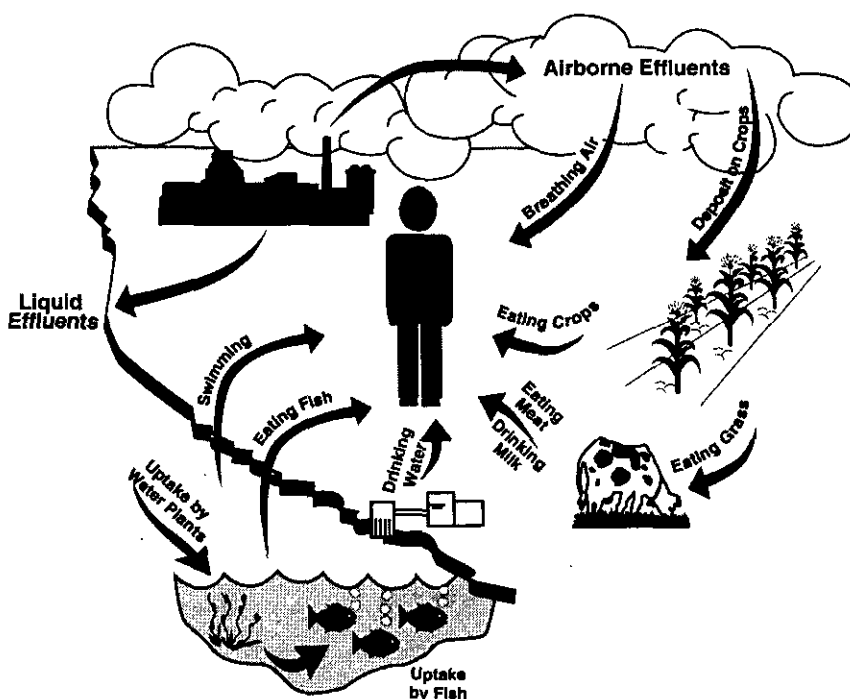 Airborne Effluents
Breathing Air
Deposit on Crops
Liquid
Effluents
Eating Crops
Swimming
Eating Fish
Eating
Meat
Drinking
Milk
Drinking
Water
Eating Grass
Uptake by
Water Plants
Uptake
by Fish